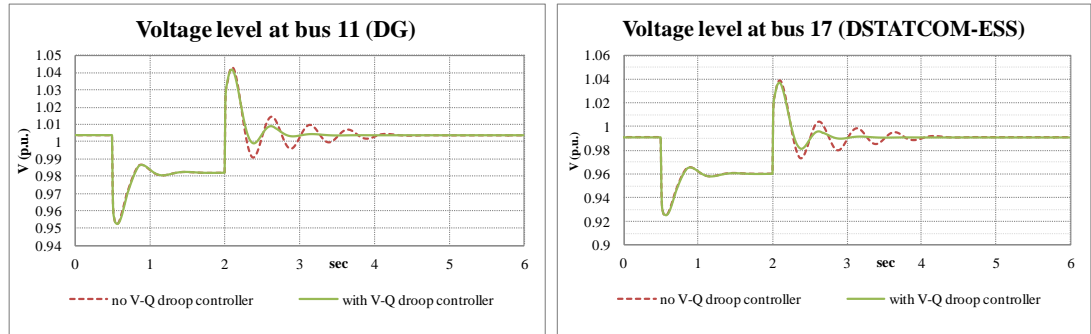 Voltage level at bus 11 (DG)
V (p.u.)
1.05
1.04
1.03
1.02
1.01
1
0.99
0.98
0.97
0.96
0.95
0.94
0 1 2 3 4 5 6
sec
no V-Q droop controller with V-Q droop controller
Voltage level at bus 17 (DSTATCOM-ESS)
V (p.u.)
1.06
1.04
1.02
1
0.98
0.96
0.94
0.92
0.9
0 1 2 3 4 5 6
sec
no V-Q droop controller with V-Q droop controller